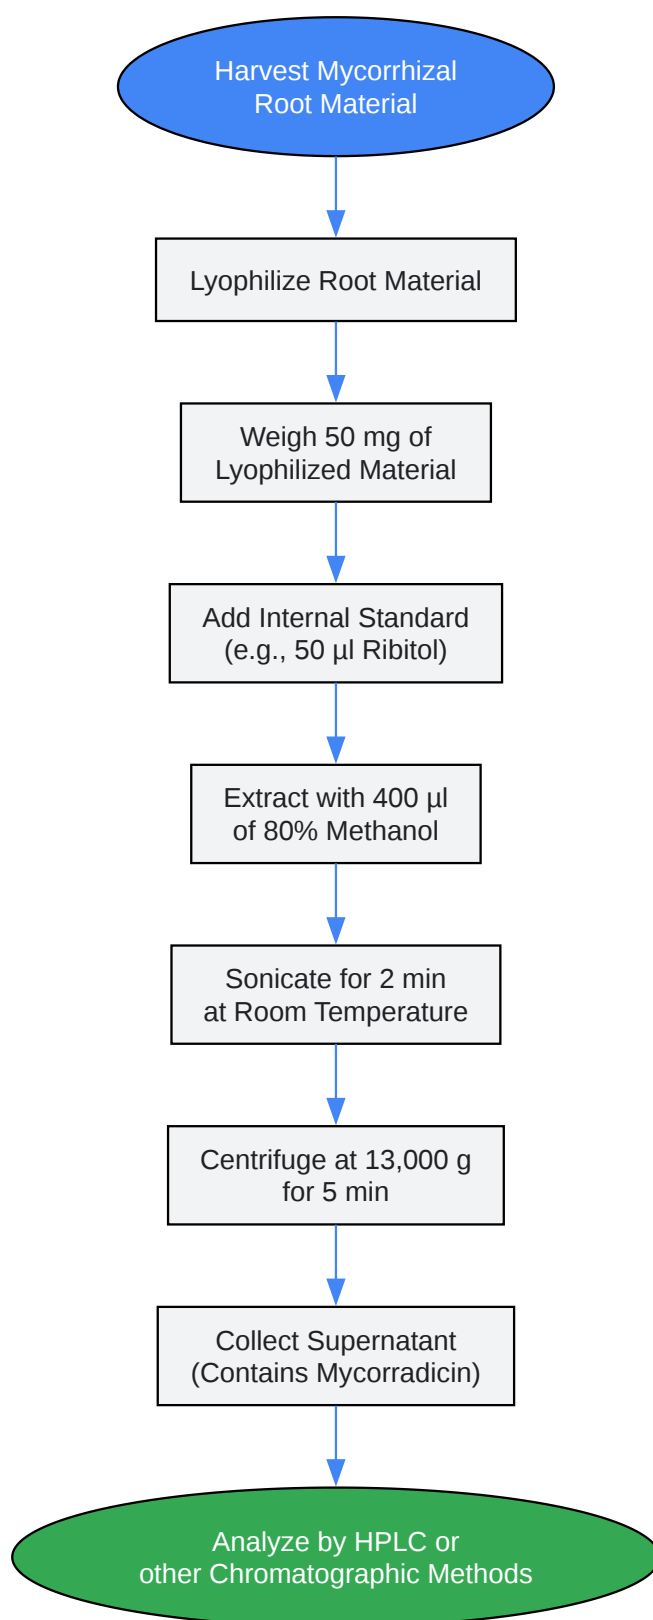 Harvest Mycorrhizal
Root Material
Lyophilize Root Material
Weigh 50 mg of
Lyophilized Material
Add Internal Standard
(e.g., 50 µl Ribitol)
Extract with 400 µl
of 80% Methanol
Sonicate for 2 min
at Room Temperature
Centrifuge at 13,000 g
for 5 min
Collect Supernatant
(Contains Mycorradicin)
Analyze by HPLC or
other Chromatographic Methods